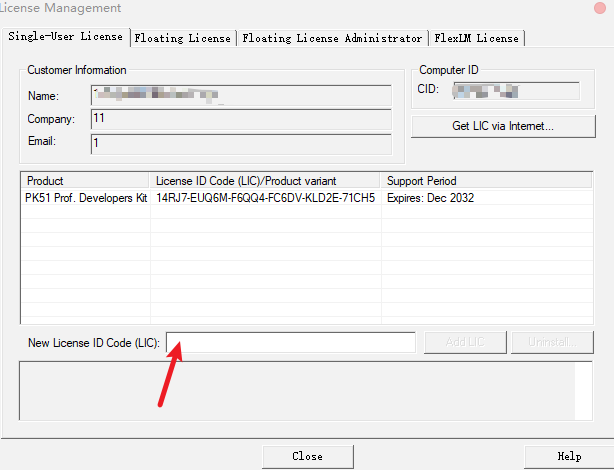 License Management
Single-User License Floating License Floating License Administrator FlexLM License
Customer Information
Name:
Company: 11
Email: 1
Computer ID
CID:
Get LIC via Internet...
Product License ID Code (LIC)/Product variant Support Period
PK51 Prof. Developers Kit 14RJ7-EUQ6M-F6QQ4-FC6DV-KLD2E-71CH5 Expires: Dec 2032
New License ID Code (LIC): Add LIC Uninstall...
Close Help